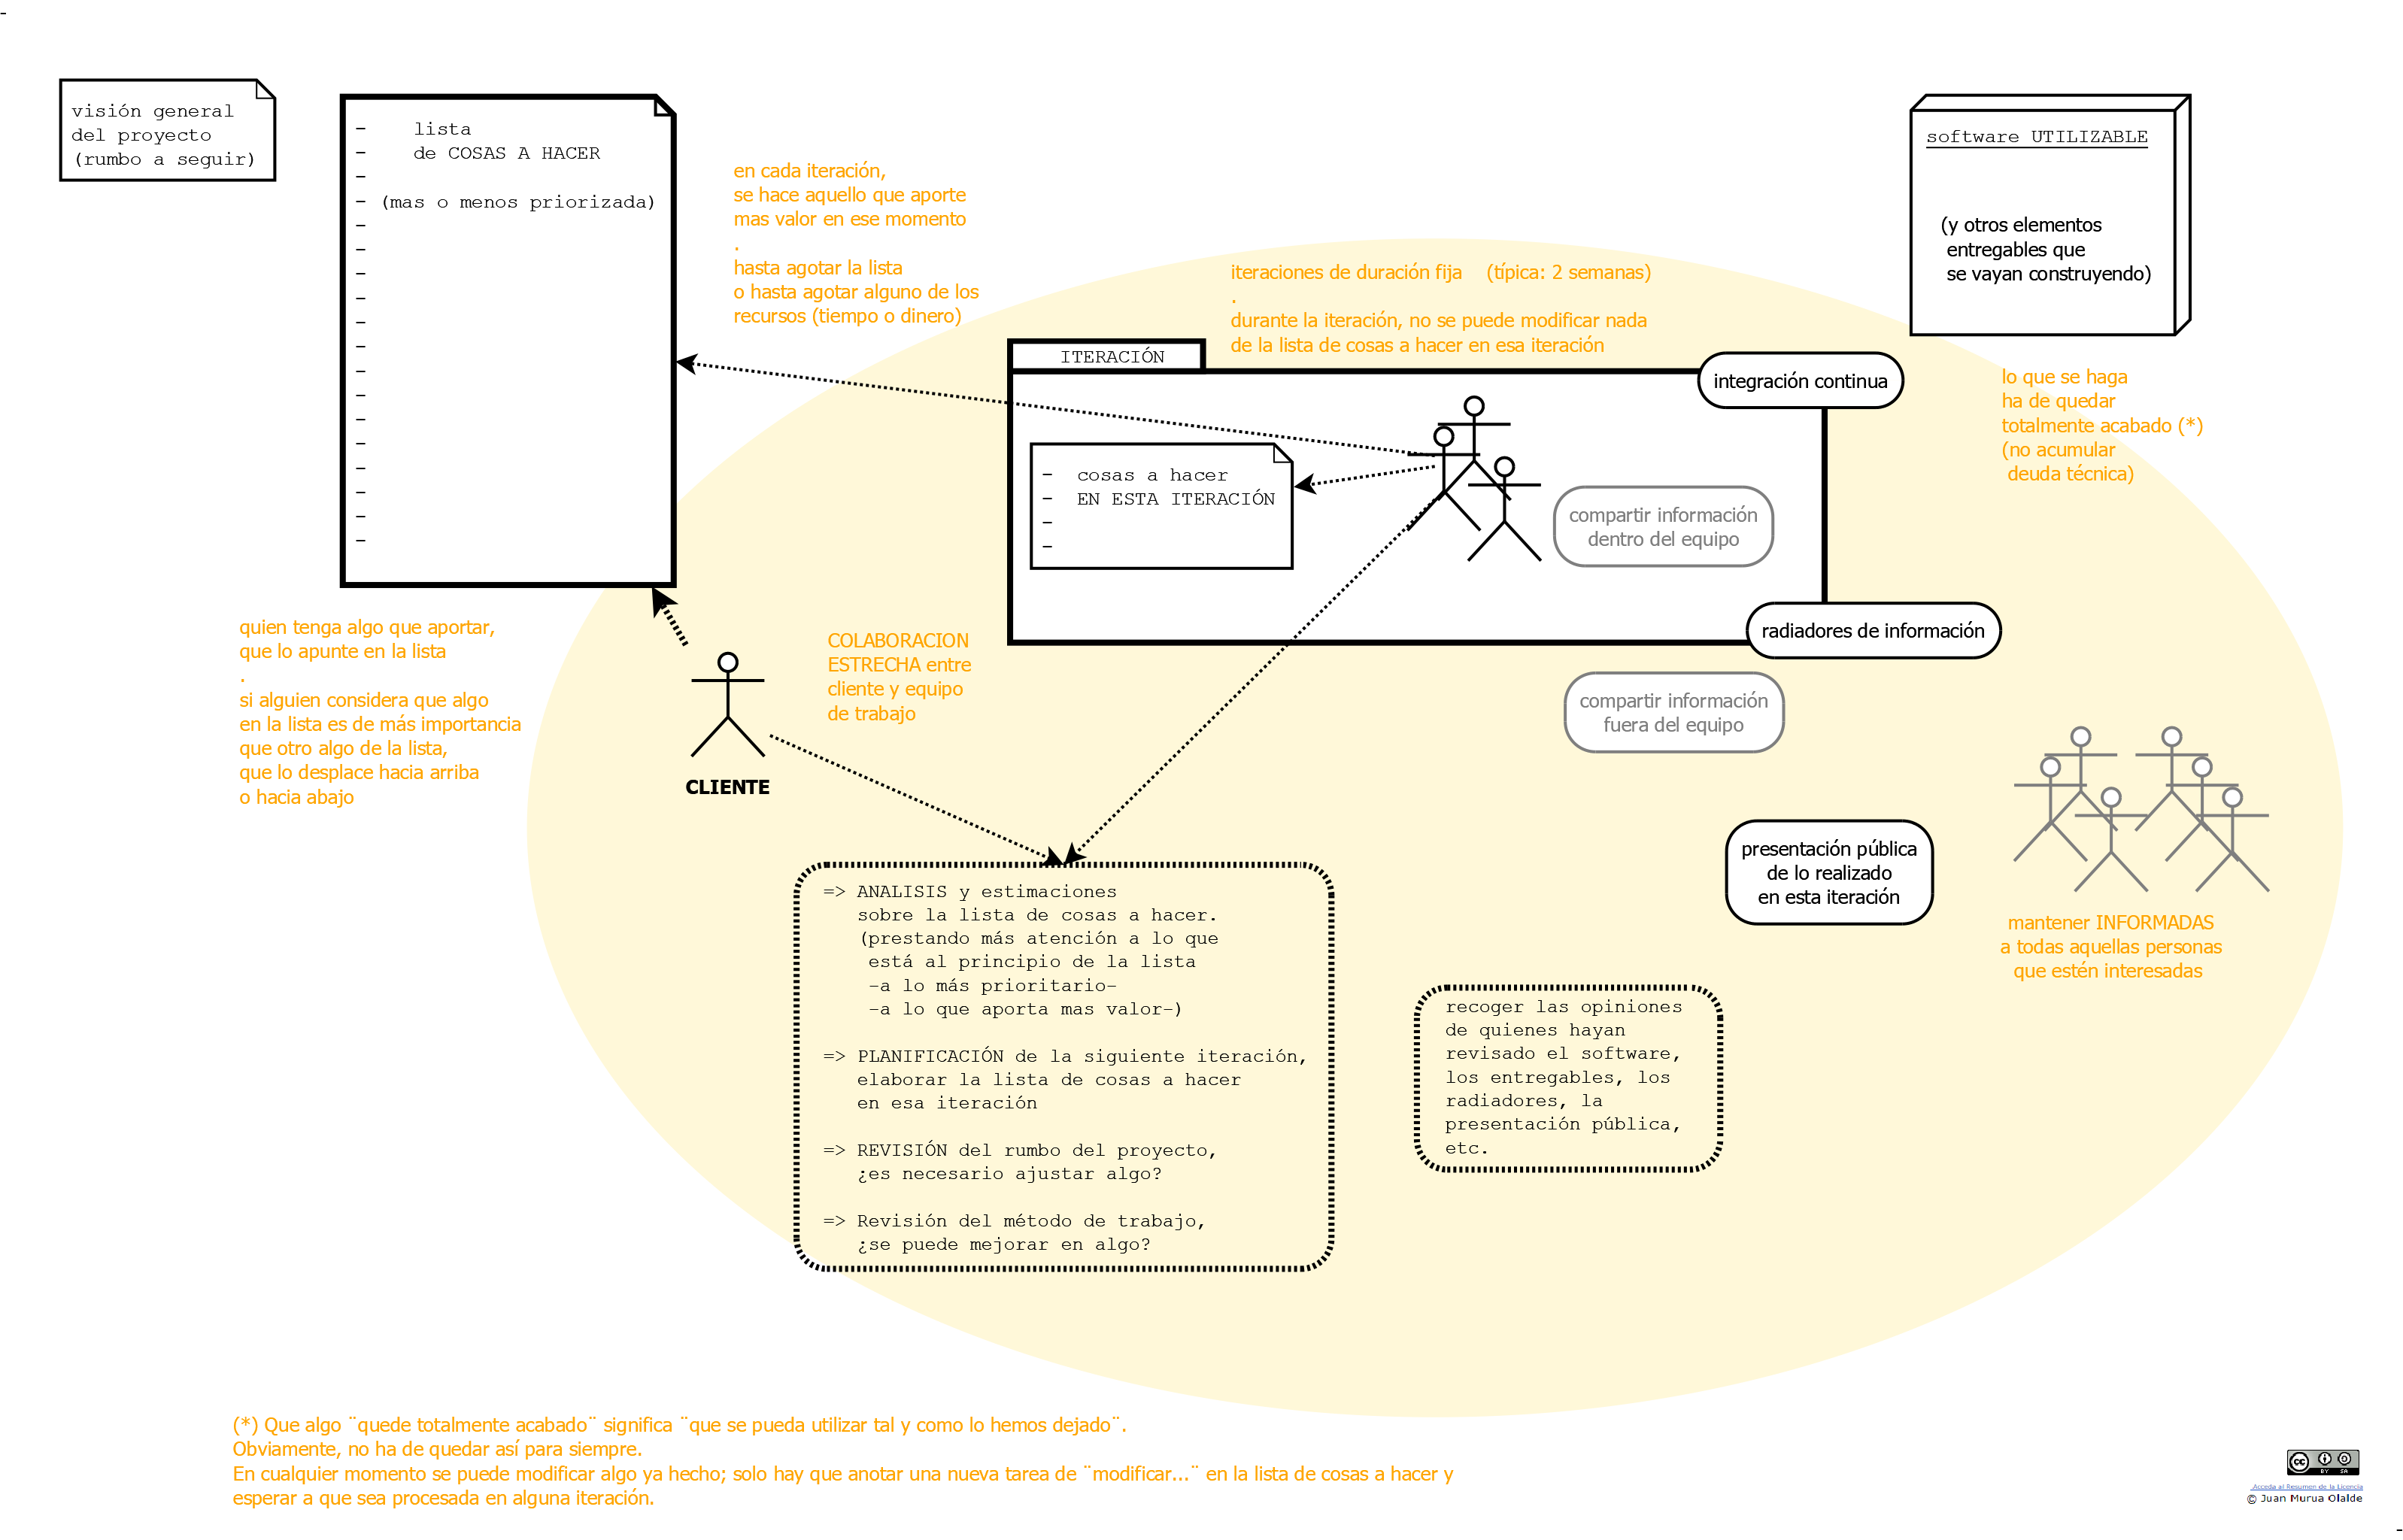 visión general
del proyecto
(rumbo a seguir)
-    lista
-    de COSAS A HACER
-
- (mas o menos priorizada)
-
-
-
-
-
-
-
-
-
-
-
-
-
-
en cada iteración,
se hace aquello que aporte
mas valor en ese momento
.
hasta agotar la lista
o hasta agotar alguno de los
recursos (tiempo o dinero)
iteraciones de duración fija    (típica: 2 semanas)
.
durante la iteración, no se puede modificar nada
de la lista de cosas a hacer en esa iteración
software UTILIZABLE
(y otros elementos
entregables que
se vayan construyendo)
lo que se haga
ha de quedar
totalmente acabado (*)
(no acumular
deuda técnica)
ITERACIÓN
integración continua
- cosas a hacer
- EN ESTA ITERACIÓN
-
-
compartir información
dentro del equipo
radiadores de información
compartir información
fuera del equipo
quien tenga algo que aportar,
que lo apunte en la lista
.
si alguien considera que algo
en la lista es de más importancia
que otro algo de la lista,
que lo desplace hacia arriba
o hacia abajo
COLABORACION
ESTRECHA entre
cliente y equipo
de trabajo
CLIENTE
presentación pública
de lo realizado
en esta iteración
mantener INFORMADAS
a todas aquellas personas
que estén interesadas
=> ANALISIS y estimaciones
sobre la lista de cosas a hacer.
(prestando más atención a lo que
está al principio de la lista
-a lo más prioritario-
-a lo que aporta mas valor-)
=> PLANIFICACIÓN de la siguiente iteración,
elaborar la lista de cosas a hacer
en esa iteración
=> REVISIÓN del rumbo del proyecto,
¿es necesario ajustar algo?
=> Revisión del método de trabajo,
¿se puede mejorar en algo?
recoger las opiniones
de quienes hayan
revisado el software,
los entregables, los
radiadores, la
presentación pública,
etc.
(*) Que algo ¨quede totalmente acabado¨ significa ¨que se pueda utilizar tal y como lo hemos dejado¨.
Obviamente, no ha de quedar así para siempre.
En cualquier momento se puede modificar algo ya hecho; solo hay que anotar una nueva tarea de ¨modificar...¨ en la lista de cosas a hacer y
esperar a que sea procesada en alguna iteración.
cc BY SA
Acceda al Resumen de la Licencia
© Juan Murua Olalde